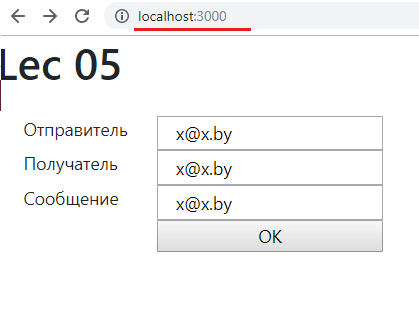 localhost:3000
Lec 05
Отправитель x@x.by
Получатель x@x.by
Сообщение x@x.by
OK